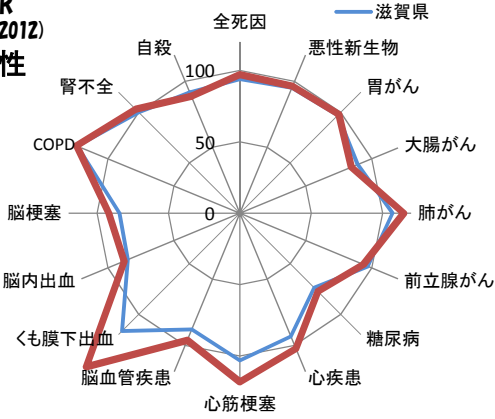 R
2012)
性
滋賀県
全死因
悪性新生物
胃がん
大腸がん
肺がん
前立腺がん
糖尿病
心疾患
心筋梗塞
脳血管疾患
くも膜下出血
脳内出血
脳梗塞
COPD
腎不全
自殺
100
50
0